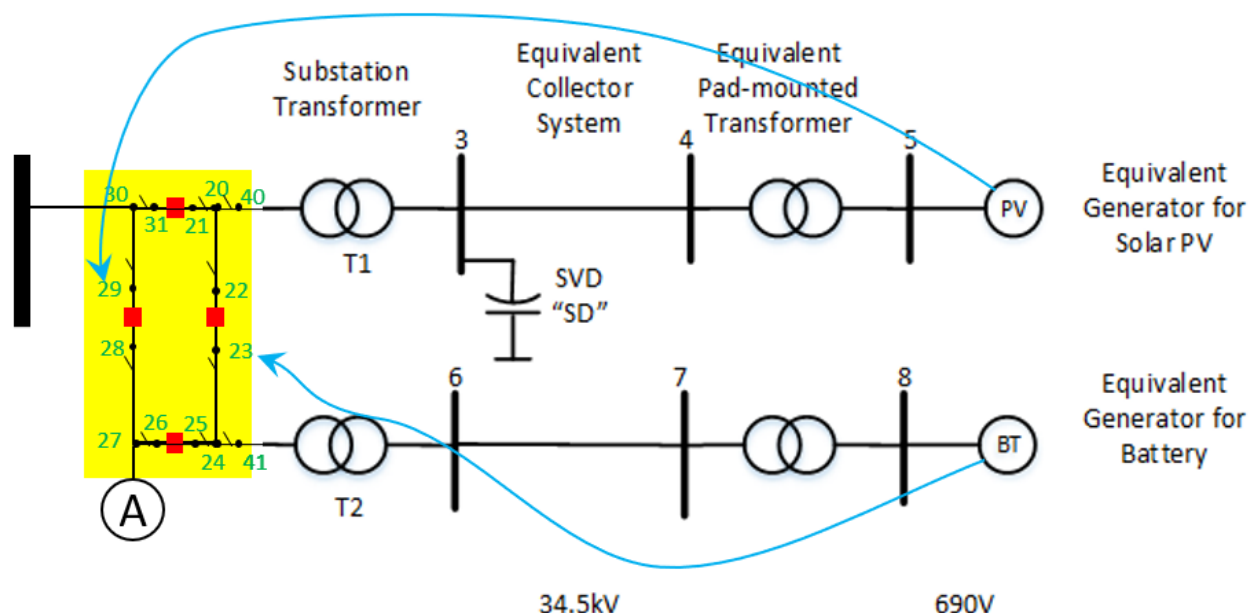 Substation
Transformer
Equivalent
Collector
System
Equivalent
Pad-mounted
Transformer
3
4
5
30
20
40
31
21
T1
PV
Equivalent
Generator for
Solar PV
29
22
SVD
"SD"
28
23
6
7
8
27
26
25
24
41
T2
BT
Equivalent
Generator for
Battery
A
34.5kV
690V